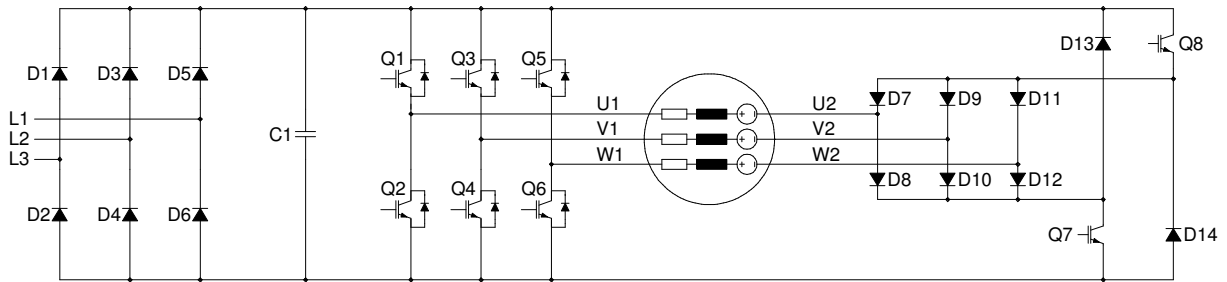 Q1 Q3 Q5 D13 Q8
D1 D3 D5
U1 U2 D7 D9 D11
L1
L2 C1 V1 V2
L3 W1 W2
D8 D10 D12
Q2 Q4 Q6
D2 D4 D6 Q7 D14